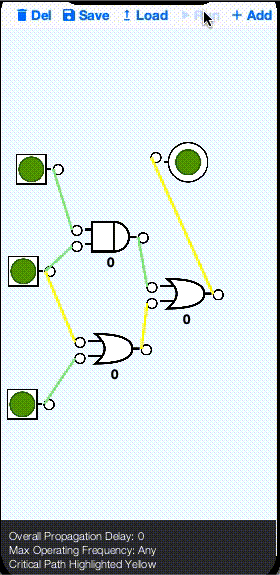 Del Save Load Run + Add
0
0
0
Overall Propagation Delay: 0
Max Operating Frequency: Any
Critical Path Highlighted Yellow